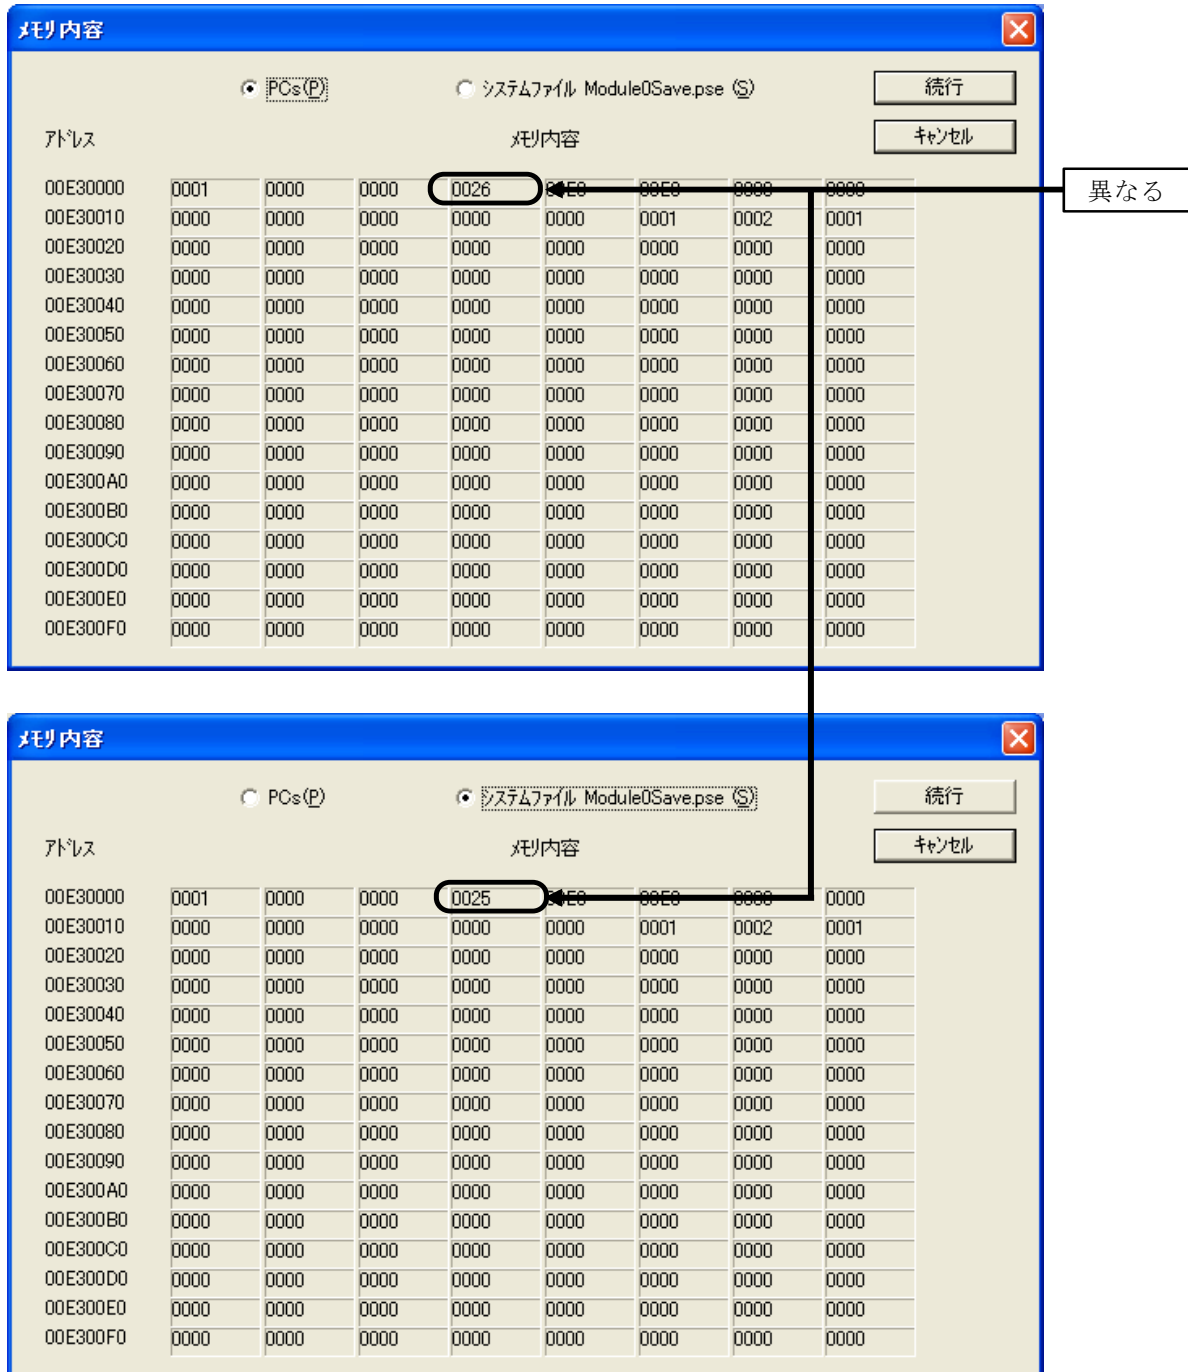 メモリ内容
PCs(P) システムファイル Module0Save.pse (S) 続行
アドレス メモリ内容 キャンセル
00E30000 0001 0000 0000 0026 00E0 00E0 0000 0000 異なる
00E30010 0000 0000 0000 0000 0000 0001 0002 0001
00E30020 0000 0000 0000 0000 0000 0000 0000 0000
00E30030 0000 0000 0000 0000 0000 0000 0000 0000
00E30040 0000 0000 0000 0000 0000 0000 0000 0000
00E30050 0000 0000 0000 0000 0000 0000 0000 0000
00E30060 0000 0000 0000 0000 0000 0000 0000 0000
00E30070 0000 0000 0000 0000 0000 0000 0000 0000
00E30080 0000 0000 0000 0000 0000 0000 0000 0000
00E30090 0000 0000 0000 0000 0000 0000 0000 0000
00E300A0 0000 0000 0000 0000 0000 0000 0000 0000
00E300B0 0000 0000 0000 0000 0000 0000 0000 0000
00E300C0 0000 0000 0000 0000 0000 0000 0000 0000
00E300D0 0000 0000 0000 0000 0000 0000 0000 0000
00E300E0 0000 0000 0000 0000 0000 0000 0000 0000
00E300F0 0000 0000 0000 0000 0000 0000 0000 0000
メモリ内容
PCs(P) システムファイル Module0Save.pse (S) 続行
アドレス メモリ内容 キャンセル
00E30000 0001 0000 0000 0025 00E0 00E0 0000 0000
00E30010 0000 0000 0000 0000 0000 0001 0002 0001
00E30020 0000 0000 0000 0000 0000 0000 0000 0000
00E30030 0000 0000 0000 0000 0000 0000 0000 0000
00E30040 0000 0000 0000 0000 0000 0000 0000 0000
00E30050 0000 0000 0000 0000 0000 0000 0000 0000
00E30060 0000 0000 0000 0000 0000 0000 0000 0000
00E30070 0000 0000 0000 0000 0000 0000 0000 0000
00E30080 0000 0000 0000 0000 0000 0000 0000 0000
00E30090 0000 0000 0000 0000 0000 0000 0000 0000
00E300A0 0000 0000 0000 0000 0000 0000 0000 0000
00E300B0 0000 0000 0000 0000 0000 0000 0000 0000
00E300C0 0000 0000 0000 0000 0000 0000 0000 0000
00E300D0 0000 0000 0000 0000 0000 0000 0000 0000
00E300E0 0000 0000 0000 0000 0000 0000 0000 0000
00E300F0 0000 0000 0000 0000 0000 0000 0000 0000